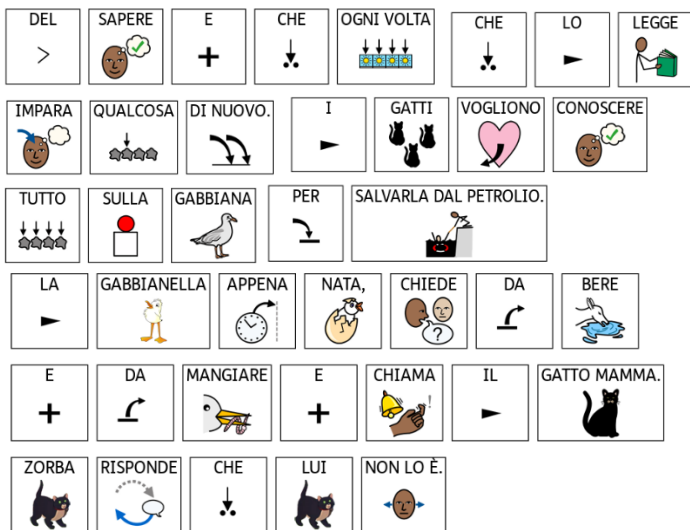 DEL SAPERE E CHE OGNI VOLTA CHE LO LEGGE
IMPARA QUALCOSA DI NUOVO. I GATTI VOGLIONO CONOSCERE
TUTTO SULLA GABBIANA PER SALVARLA DAL PETROLIO.
LA GABBIANELLA APPENA NATA, CHIEDE DA BERE
E DA MANGIARE E CHIAMA IL GATTO MAMMA.
ZORBA RISPONDE CHE LUI NON LO È.